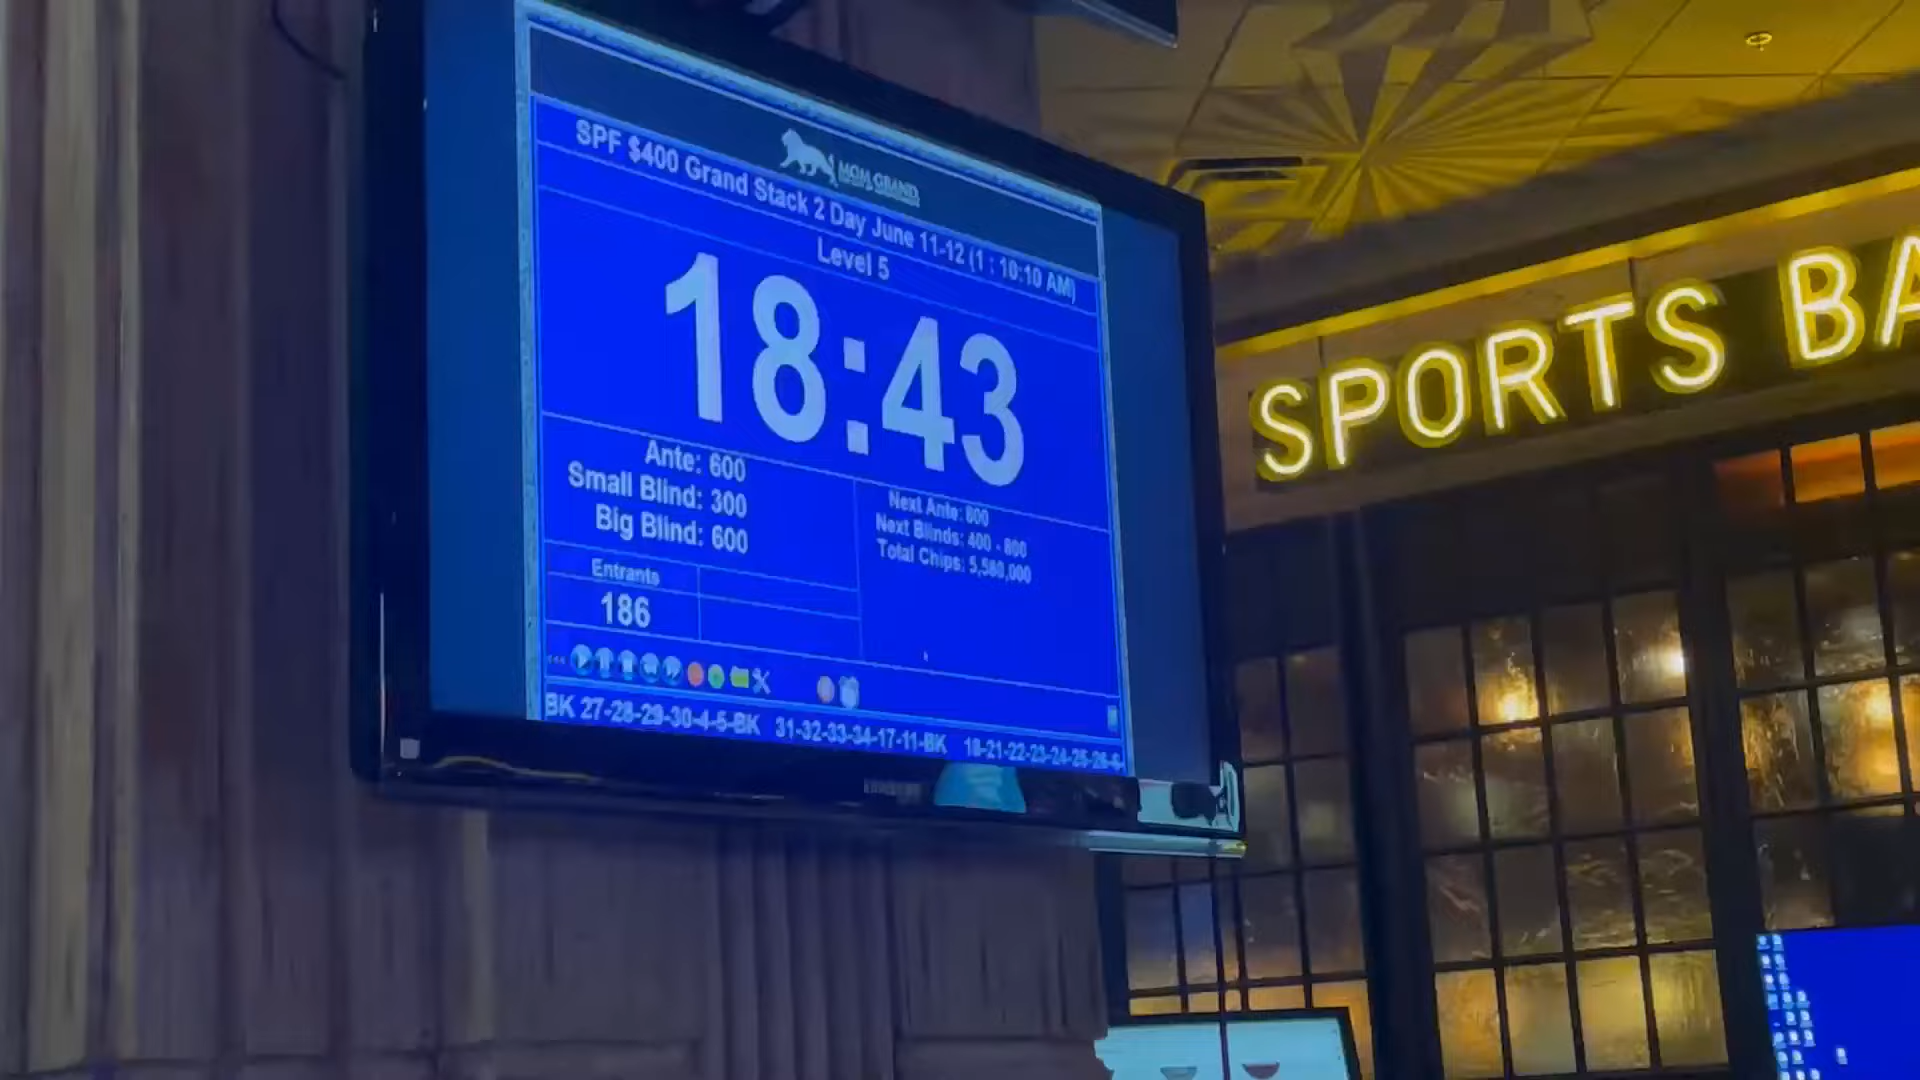 MGM GRAND
SPF $400 Grand Stack 2 Day June 11-12 (1 : 10:10 AM)
Level 5
18:43
Ante: 600
Small Blind: 300
Big Blind: 600
Next Ante: 800
Next Blinds: 400 - 800
Total Chips: 5,580,000
Entrants
186
BK 27-28-29-30-4-5-BK 31-32-33-34-17-11-BK 18-21-22-23-24-25-26-6-
SAMSUNG
SPORTS BA